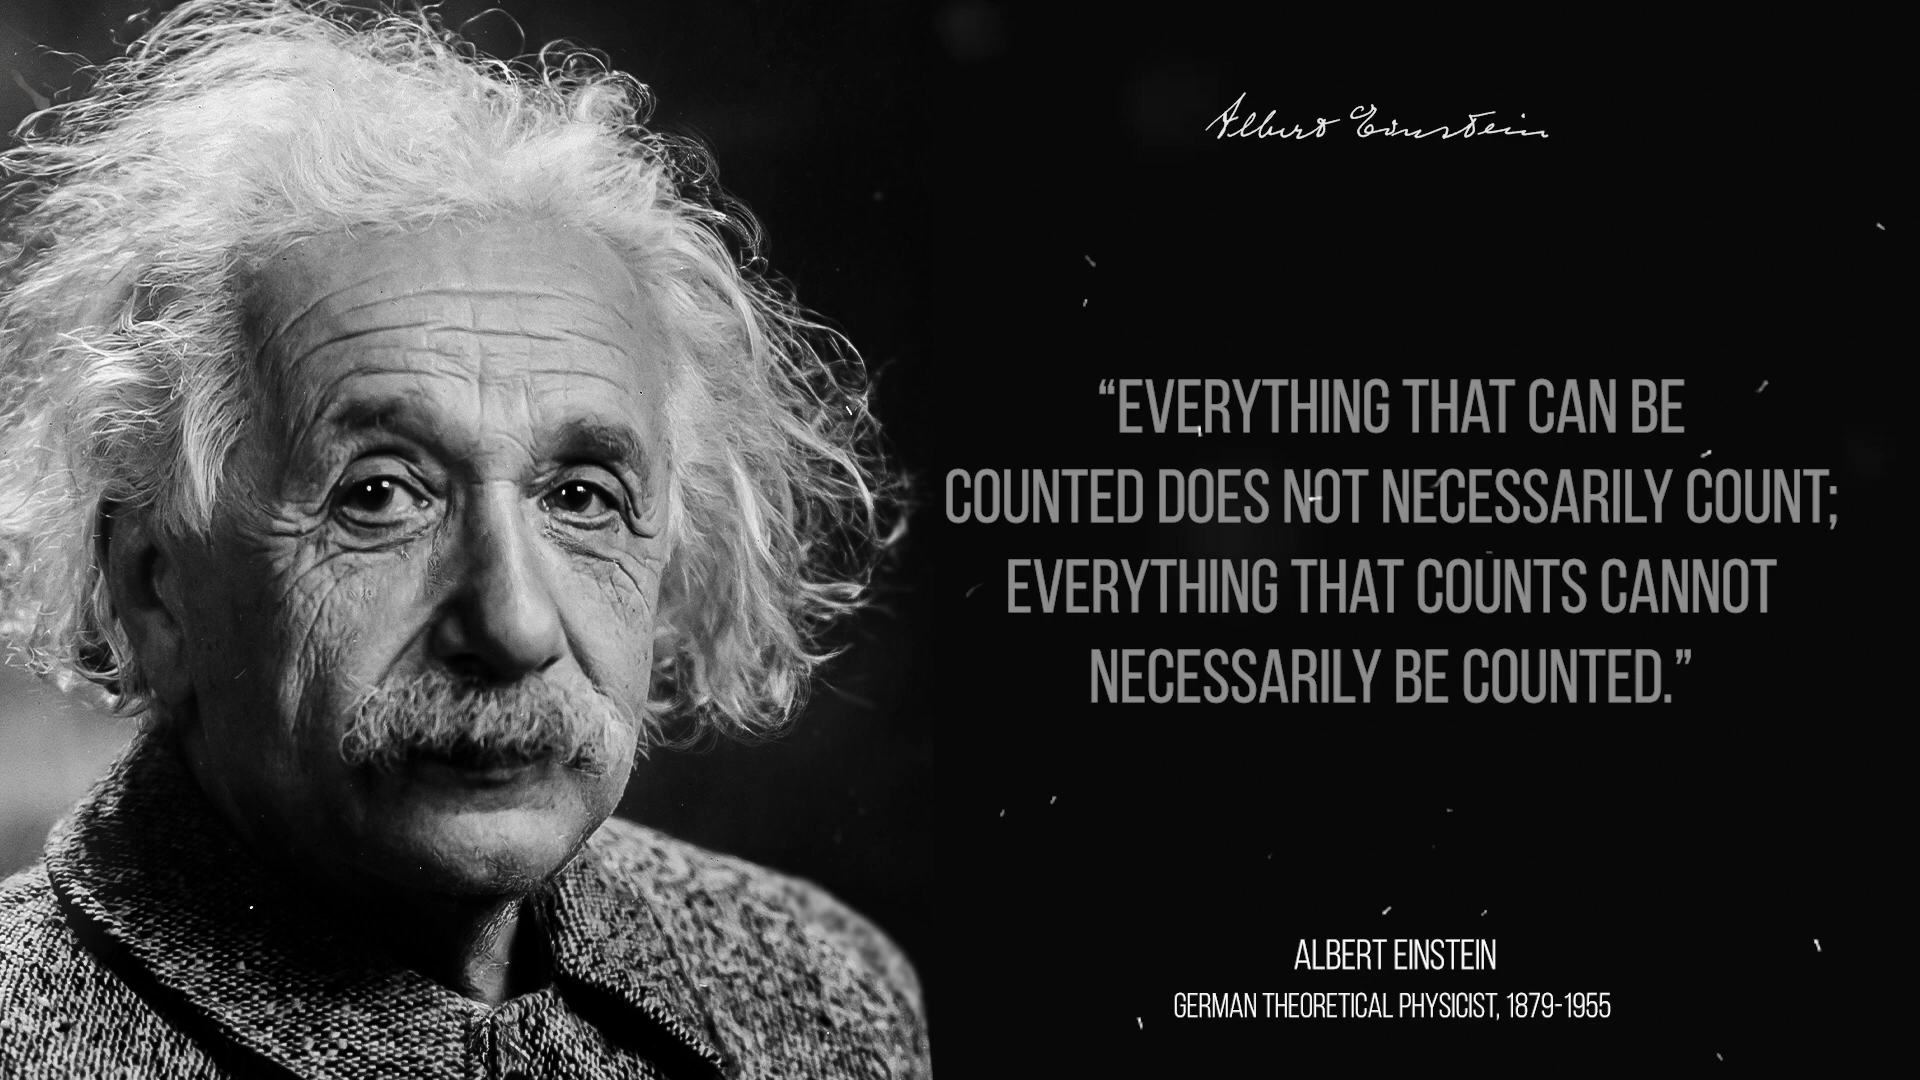 Albert Einstein
“EVERYTHING THAT CAN BE
COUNTED DOES NOT NECESSARILY COUNT;
EVERYTHING THAT COUNTS CANNOT
NECESSARILY BE COUNTED.”
ALBERT EINSTEIN
GERMAN THEORETICAL PHYSICIST, 1879-1955